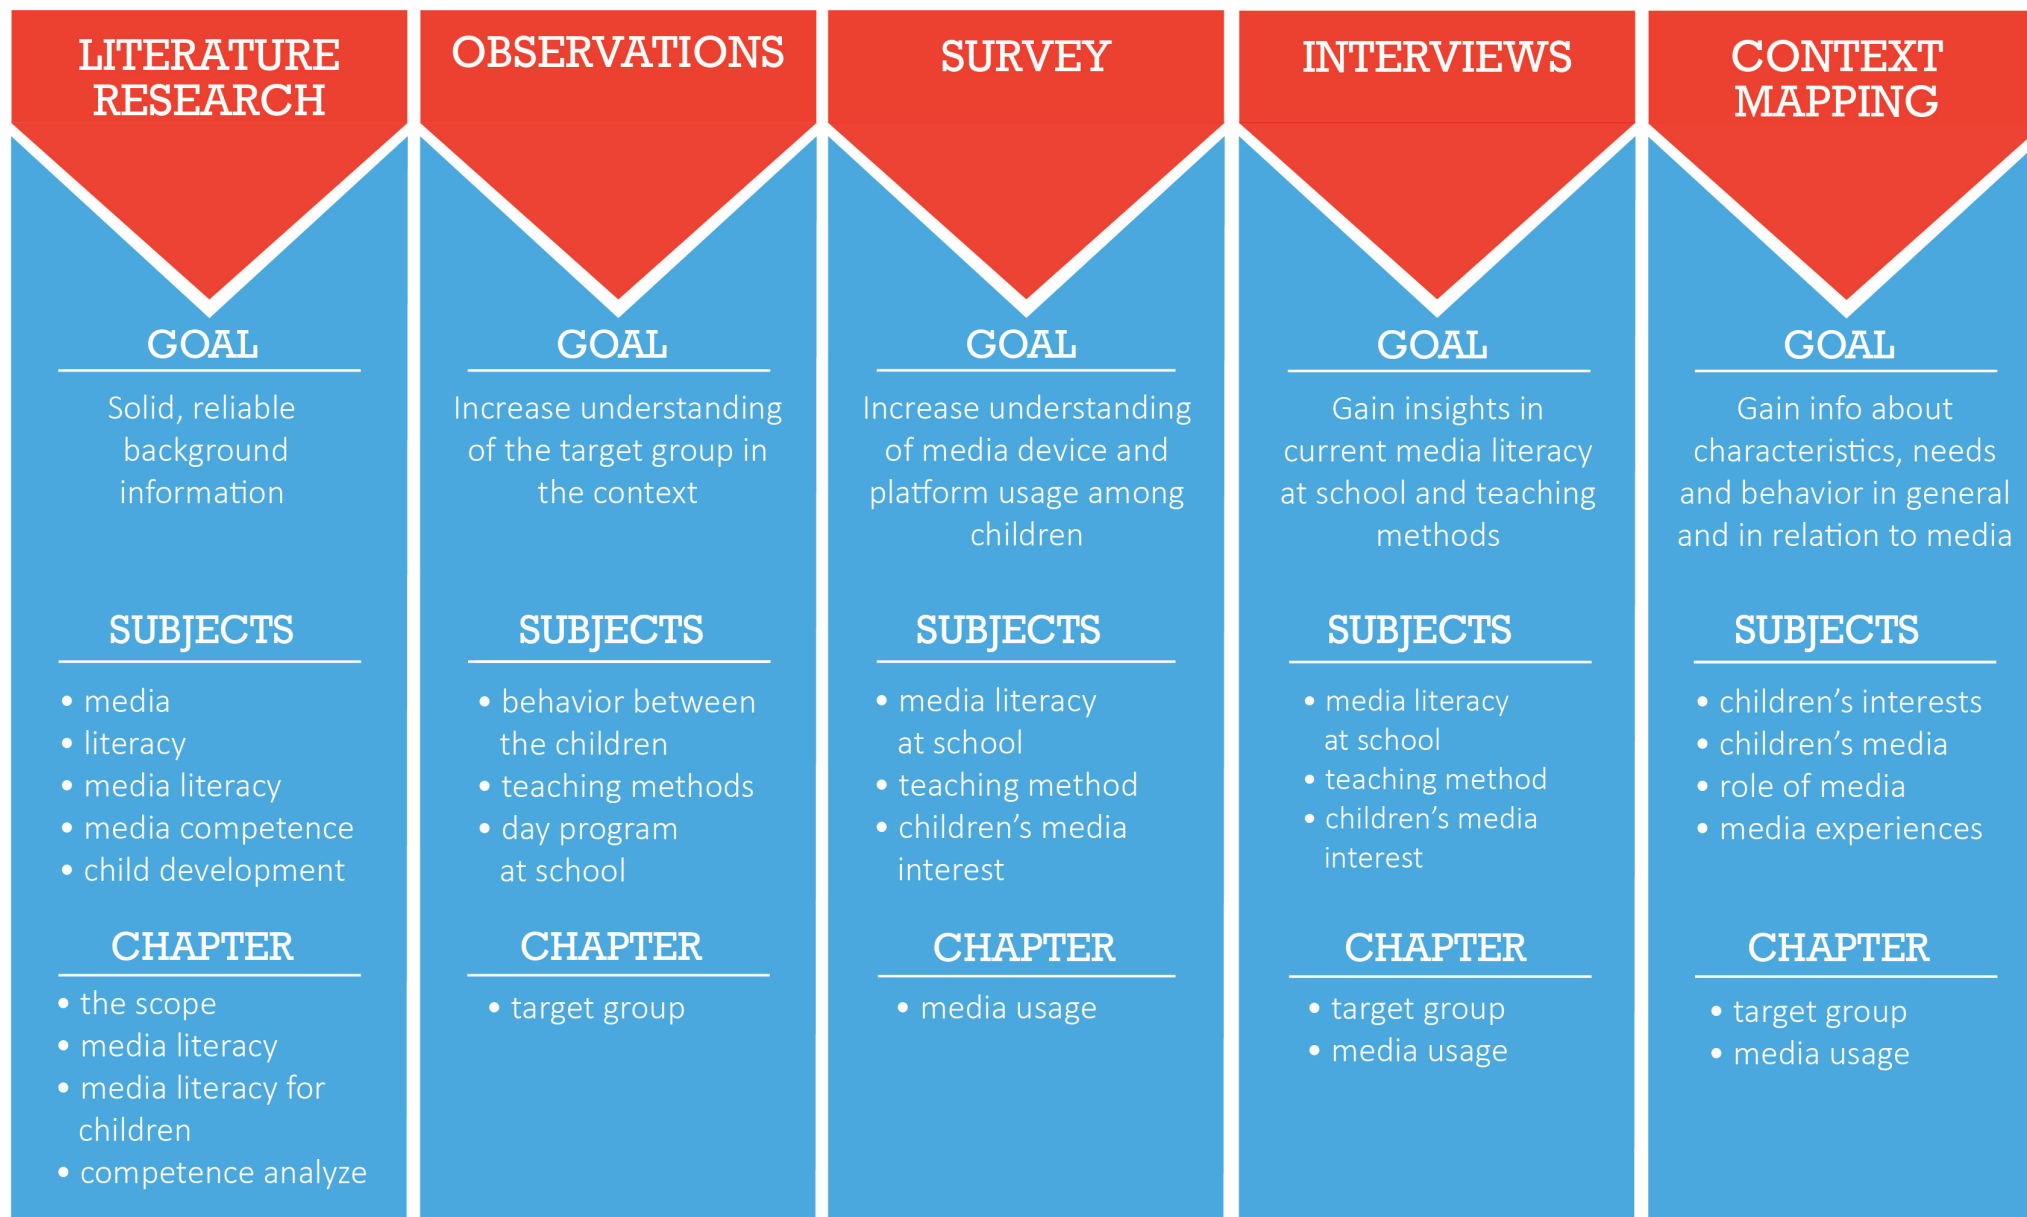 LITERATURE
RESEARCH
GOAL
Solid, reliable
background
information
SUBJECTS
• media
• literacy
• media literacy
• media competence
• child development
CHAPTER
• the scope
• media literacy
• media literacy for
children
• competence analyze
OBSERVATIONS
GOAL
Increase understanding
of the target group in
the context
SUBJECTS
• behavior between
the children
• teaching methods
• day program
at school
CHAPTER
• target group
SURVEY
GOAL
Increase understanding
of media device and
platform usage among
children
SUBJECTS
• media literacy
at school
• teaching method
• children’s media
interest
CHAPTER
• media usage
INTERVIEWS
GOAL
Gain insights in
current media literacy
at school and teaching
methods
SUBJECTS
• media literacy
at school
• teaching method
• children’s media
interest
CHAPTER
• target group
• media usage
CONTEXT
MAPPING
GOAL
Gain info about
characteristics, needs
and behavior in general
and in relation to media
SUBJECTS
• children’s interests
• children’s media
• role of media
• media experiences
CHAPTER
• target group
• media usage